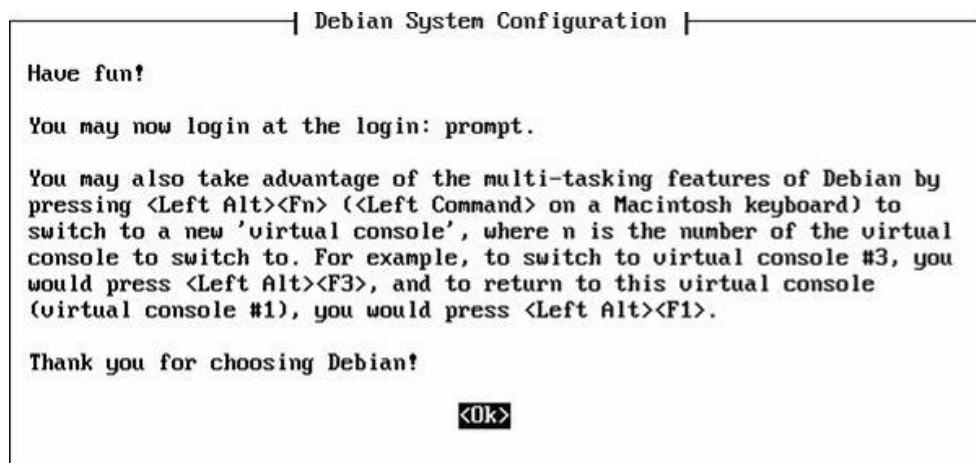 Debian System Configuration
Have fun!
You may now login at the login: prompt.
You may also take advantage of the multi-tasking features of Debian by
pressing <Left Alt><Fn> (<Left Command> on a Macintosh keyboard) to
switch to a new 'virtual console', where n is the number of the virtual
console to switch to. For example, to switch to virtual console #3, you
would press <Left Alt><F3>, and to return to this virtual console
(virtual console #1), you would press <Left Alt><F1>.
Thank you for choosing Debian!
<Ok>